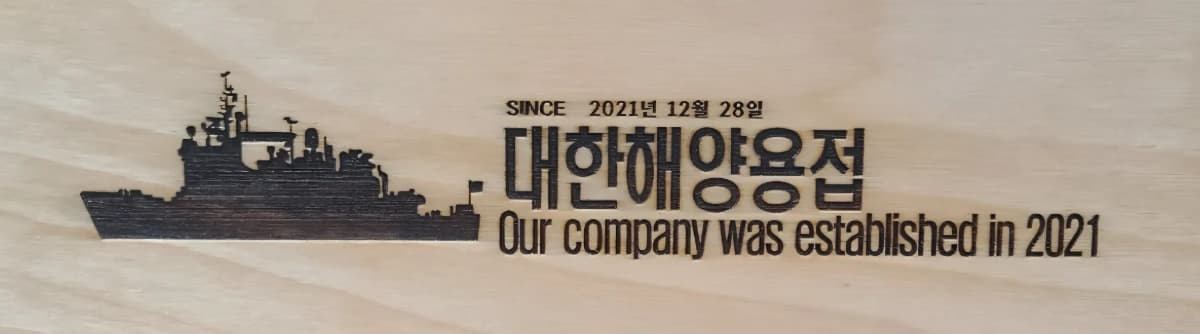 SINCE 2021년 12월 28일
대한해양용접
Our company was established in 2021